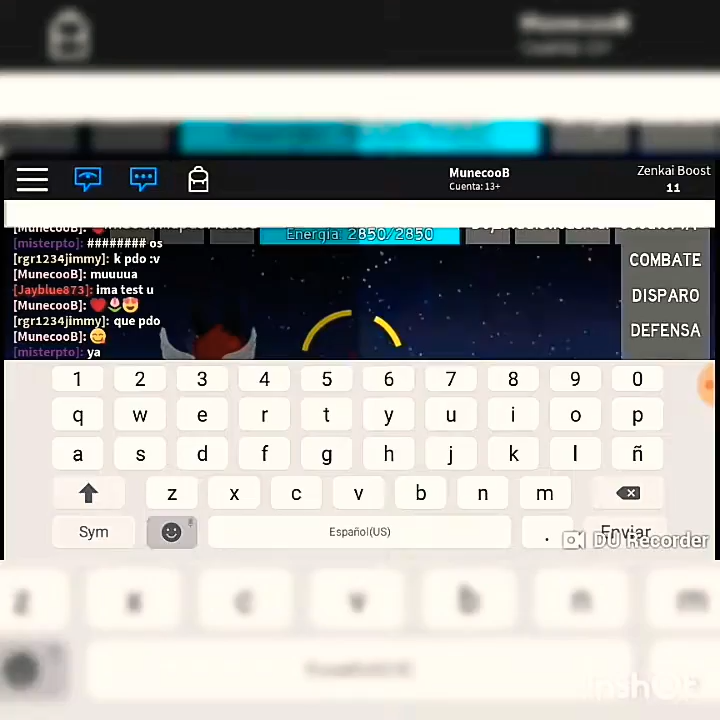 MunecooB
Cuenta: 13+
Zenkai Boost
11
[MunecooB]: ❤️
Energia: 2850/2850
[misterpto]: ######## os
[rgr1234jimmy]: k pdo :v
[MunecooB]: muuuua
[Jayblue873]: ima test u
[MunecooB]: ❤️🌷😍
[rgr1234jimmy]: que pdo
[MunecooB]: 😋
[misterpto]: ya
COMBATE
DISPARO
DEFENSA
1 2 3 4 5 6 7 8 9 0
q w e r t y u i o p
a s d f g h j k l ñ
z x c v b n m
Sym Español(US) . Enviar
DU Recorder
z x c v b n m